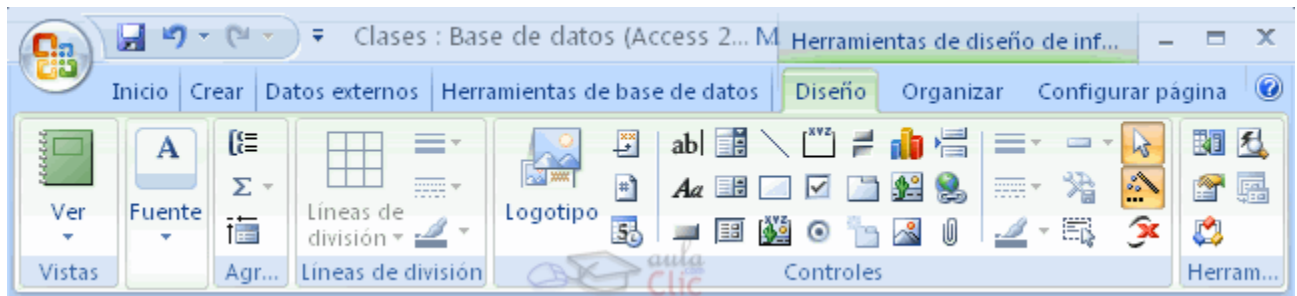 Clases : Base de datos (Access 2... M
Herramientas de diseño de inf...
Inicio Crear Datos externos Herramientas de base de datos Diseño Organizar Configurar página
A
ab|
XYZ
Aa
Ver
Fuente
Líneas de
división
Logotipo
XYZ
Vistas
Agr...
Líneas de división
Controles
Herram...
aula
Clic
.com